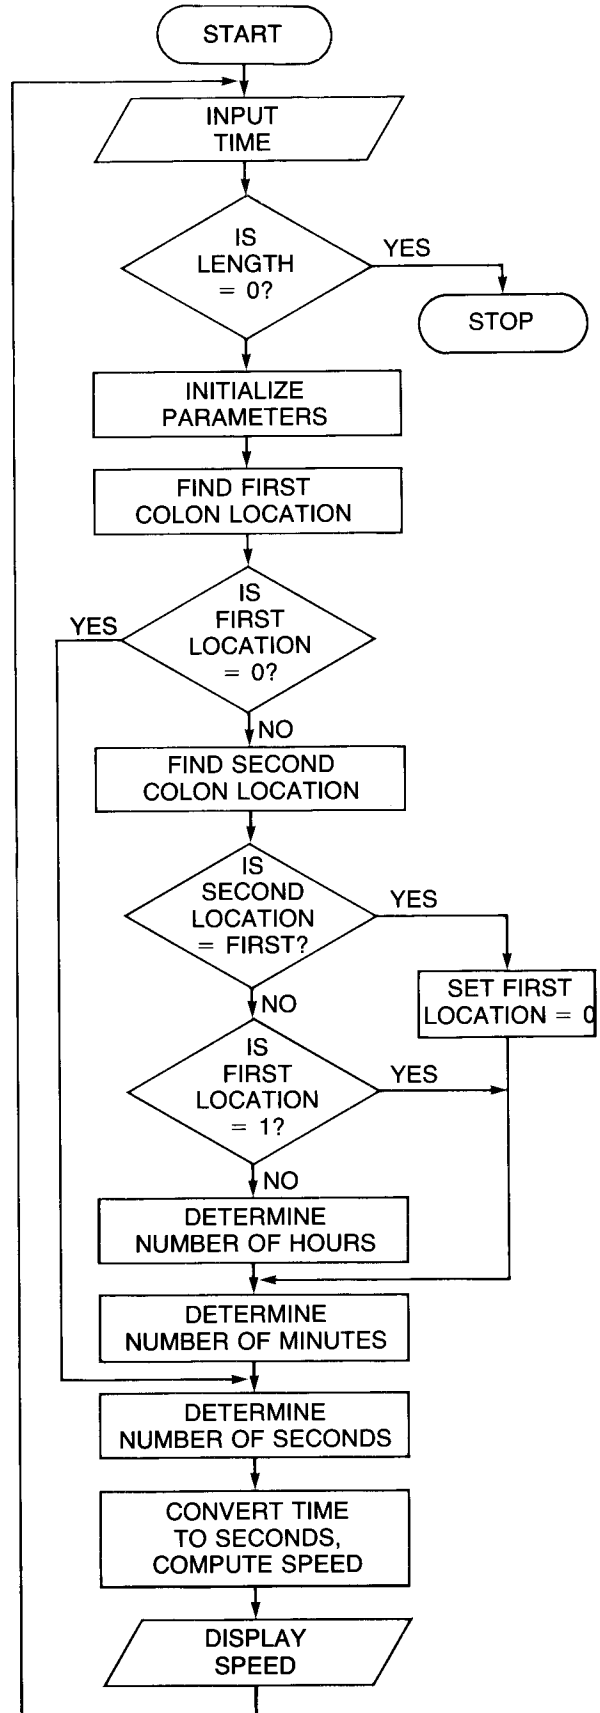 START
INPUT
TIME
IS
LENGTH
= 0?
YES
STOP
INITIALIZE
PARAMETERS
FIND FIRST
COLON LOCATION
IS
FIRST
LOCATION
= 0?
YES
NO
FIND SECOND
COLON LOCATION
IS
SECOND
LOCATION
= FIRST?
YES
SET FIRST
LOCATION = 0
NO
IS
FIRST
LOCATION
= 1?
YES
NO
DETERMINE
NUMBER OF HOURS
DETERMINE
NUMBER OF MINUTES
DETERMINE
NUMBER OF SECONDS
CONVERT TIME
TO SECONDS,
COMPUTE SPEED
DISPLAY
SPEED